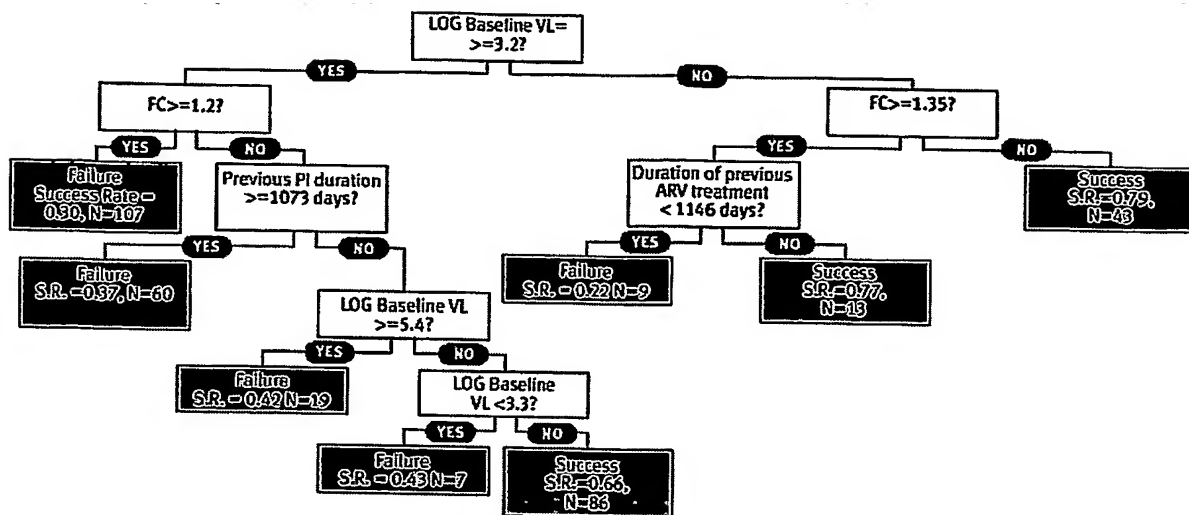 LOG Baseline VL=
>=3.2?
YES
NO
FC>=1.2?
FC>=1.35?
YES
NO
YES
NO
Failure
Success Rate =
0.30, N=107
Previous PI duration
>=1073 days?
Duration of previous
ARV treatment
< 1146 days?
Success
S.R.=0.79,
N=43
YES
NO
YES
NO
Failure
S.R. =0.37, N=60
Failure
S.R. =0.22 N=9
Success
S.R.=0.77,
N=13
LOG Baseline VL
>=5.4?
YES
NO
Failure
S.R. = 0.42 N=19
LOG Baseline
VL <3.3?
YES
NO
Failure
S.R. = 0.43 N=7
Success
S.R.=0.66,
N=86